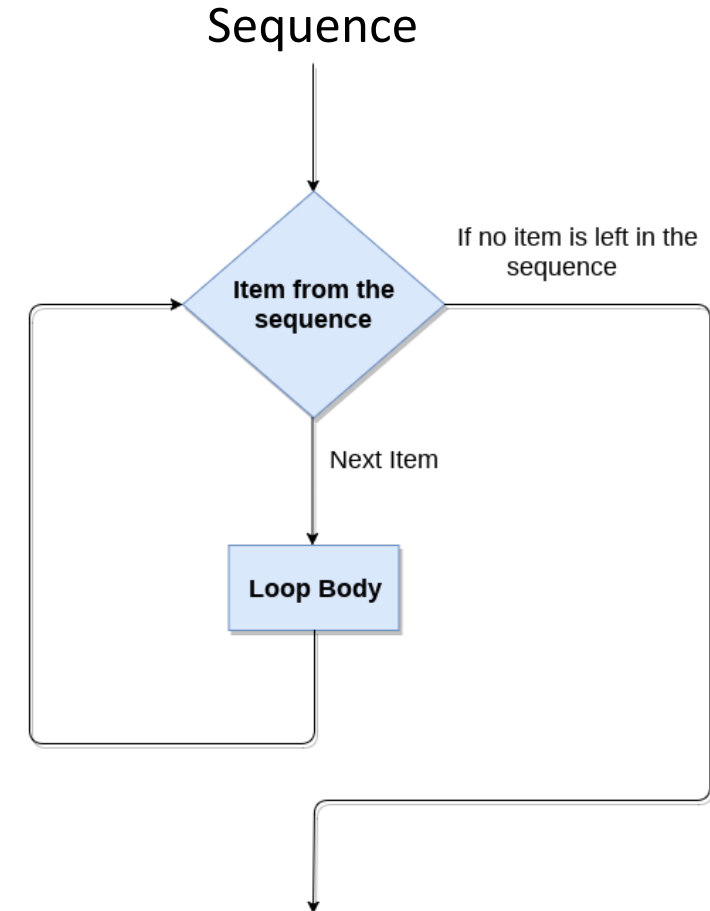 Sequence
If no item is left in the
sequence
Item from the
sequence
Next Item
Loop Body